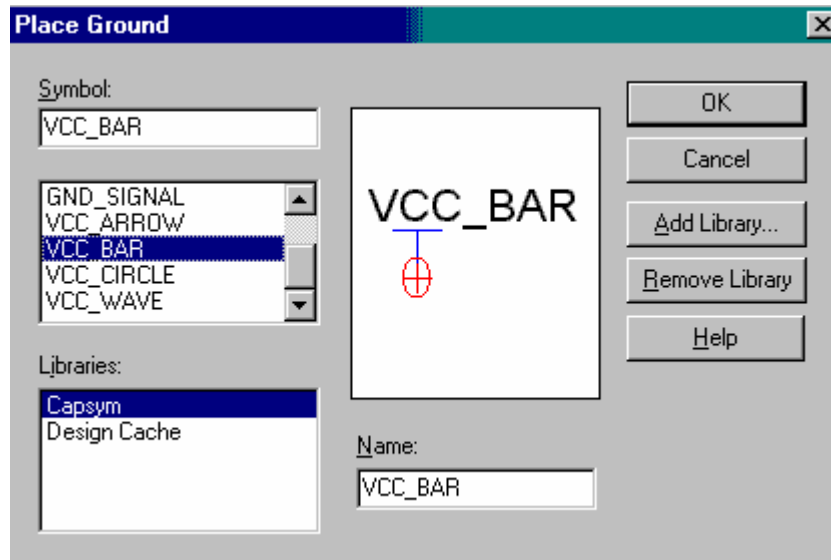 Place Ground
Symbol:
VCC_BAR
GND_SIGNAL
VCC_ARROW
VCC_BAR
VCC_CIRCLE
VCC_WAVE
Libraries:
Capsym
Design Cache
VCC_BAR
Name:
VCC_BAR
OK
Cancel
Add Library...
Remove Library
Help